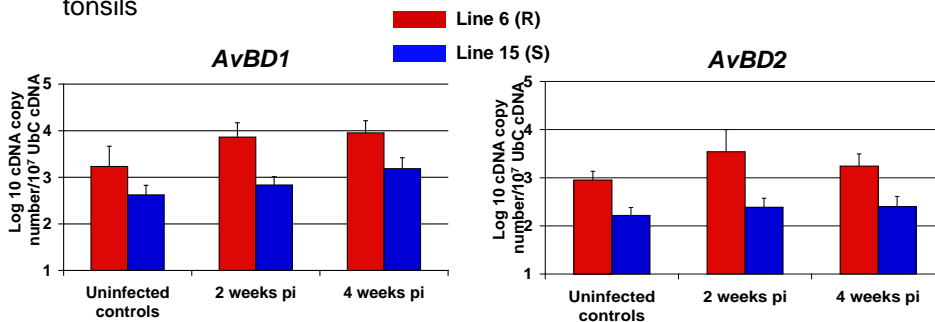 tonsils
Line 6 (R)
Line 15 (S)
AvBD1
Log 10 cDNA copy
number/10⁷ UbC cDNA
5
4
3
2
1
Uninfected
controls
2 weeks pi
4 weeks pi
AvBD2
Log 10 cDNA copy
number/10⁷ UbC cDNA
5
4
3
2
1
Uninfected
controls
2 weeks pi
4 weeks pi